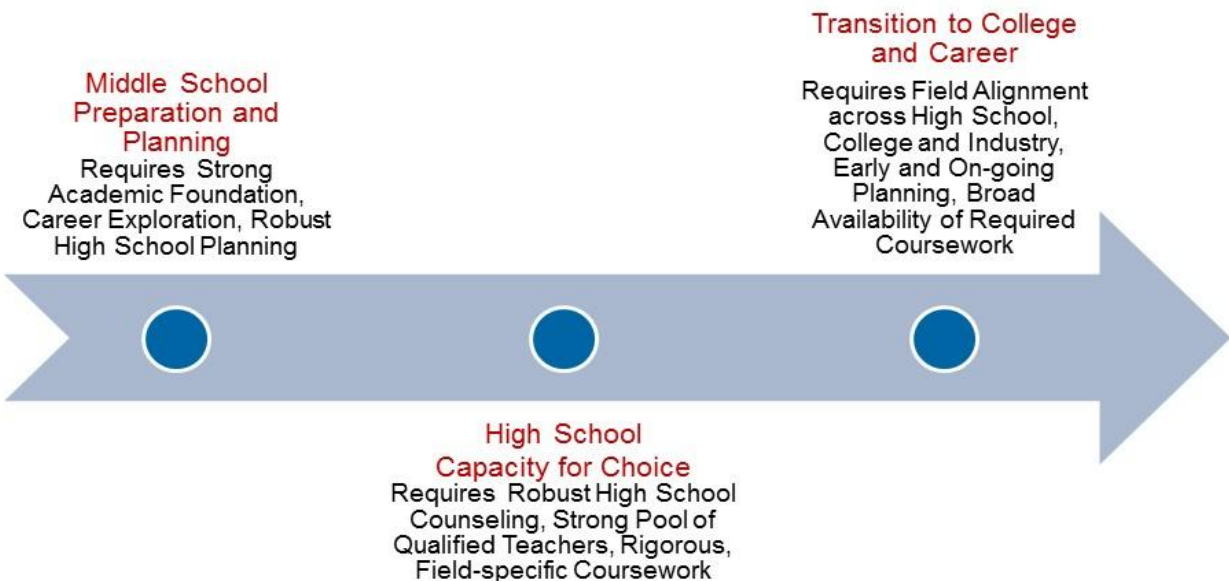 Middle School
Preparation and
Planning
Requires Strong
Academic Foundation,
Career Exploration, Robust
High School Planning
High School
Capacity for Choice
Requires Robust High School
Counseling, Strong Pool of
Qualified Teachers, Rigorous,
Field-specific Coursework
Transition to College
and Career
Requires Field Alignment
across High School,
College and Industry,
Early and On-going
Planning, Broad
Availability of Required
Coursework